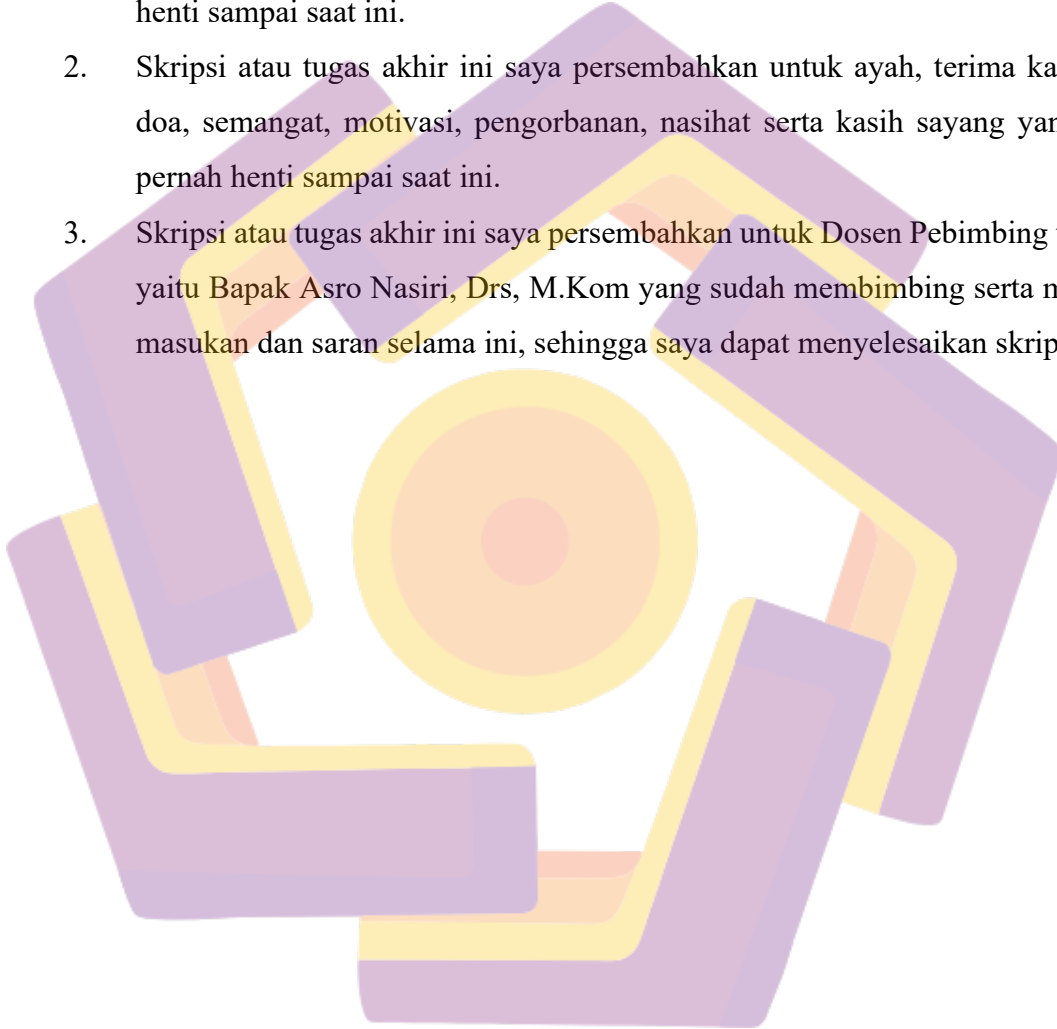 henti sampai saat ini.
2. Skripsi atau tugas akhir ini saya persembahkan untuk ayah, terima
doa, semangat, motivasi, pengorbanan, nasihat serta kasih sayang
pernah henti sampai saat ini.
3. Skripsi atau tugas akhir ini saya persembahkan untuk Dosen Pebimbing
yaitu Bapak Asro Nasiri, Drs, M.Kom yang sudah membimbing serta
masukan dan saran selama ini, sehingga saya dapat menyelesaikan